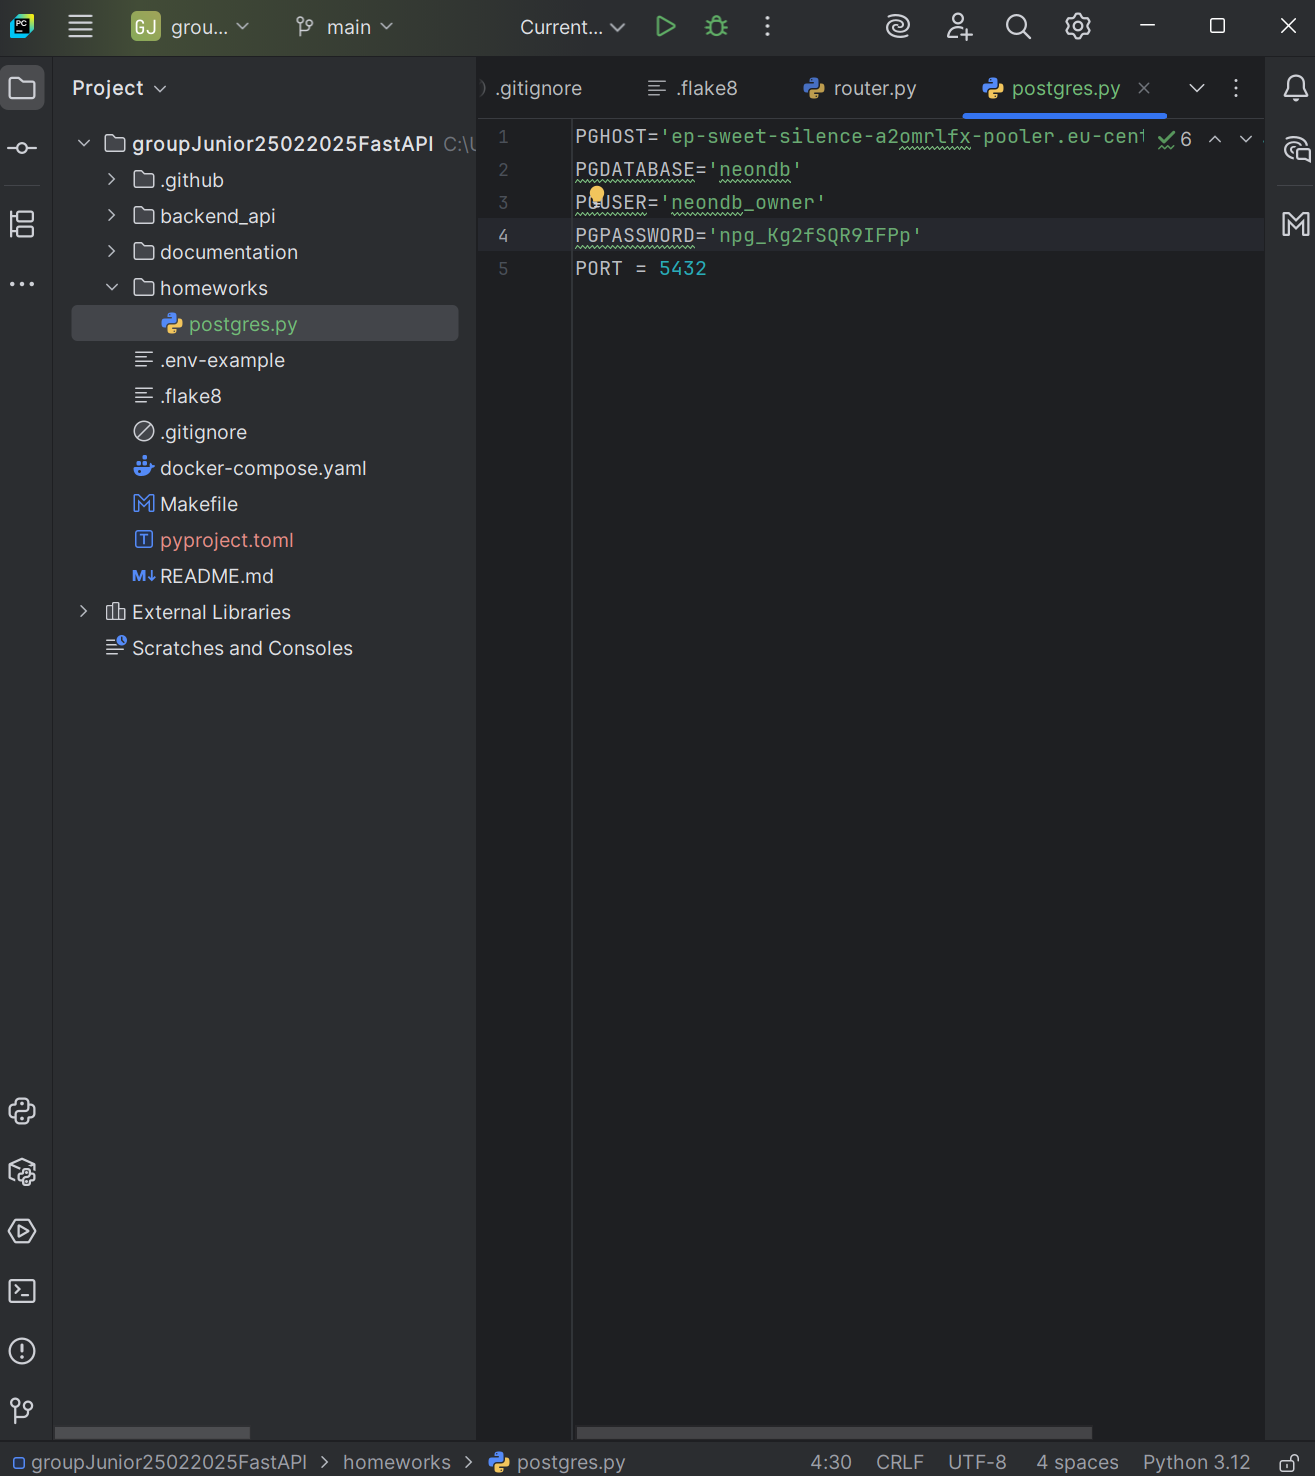 PC
GJ grou... main Current...
Project
.gitignore .flake8 router.py postgres.py
groupJunior25022025FastAPI C:\U
.github
backend_api
documentation
homeworks
postgres.py
.env-example
.flake8
.gitignore
docker-compose.yaml
Makefile
pyproject.toml
README.md
External Libraries
Scratches and Consoles
1 PGHOST='ep-sweet-silence-a2omrlfx-pooler.eu-cent 6
2 PGDATABASE='neondb'
3 PGUSER='neondb_owner'
4 PGPASSWORD='npg_Kg2fSQR9IFPp'
5 PORT = 5432
groupJunior25022025FastAPI > homeworks > postgres.py 4:30 CRLF UTF-8 4 spaces Python 3.12